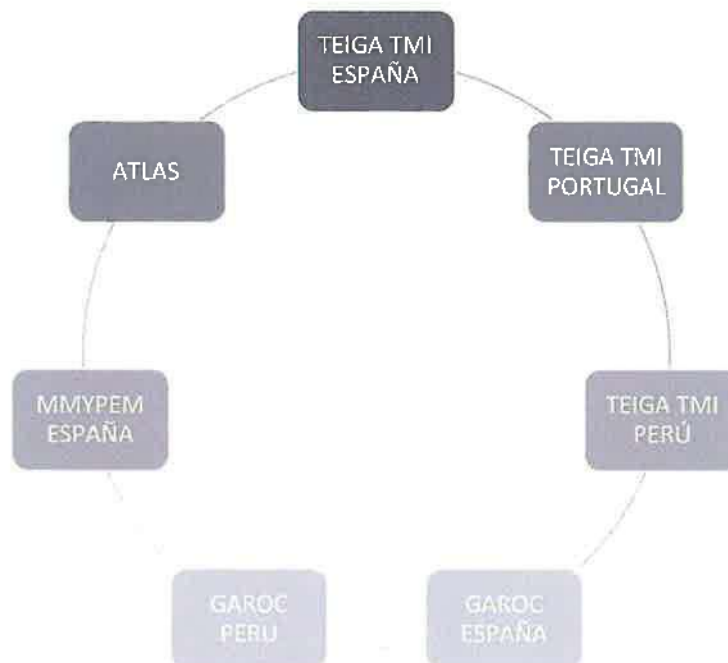 TEIGA TMI
ESPAÑA
ATLAS
TEIGA TMI
PORTUGAL
MMYPEM
ESPAÑA
TEIGA TMI
PERÚ
GAROC
PERU
GAROC
ESPAÑA